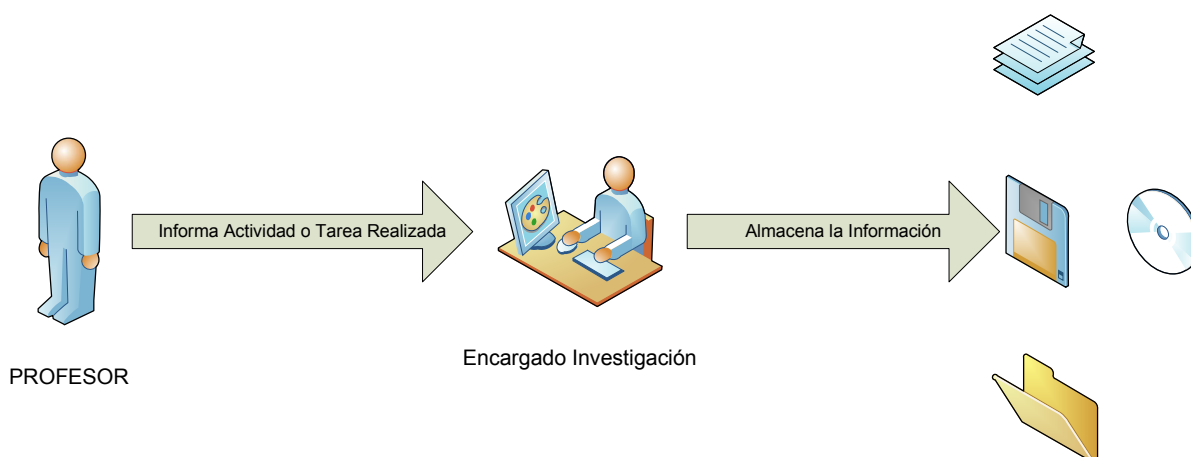 Informa Actividad o Tarea Realizada
Almacena la Información
Encargado Investigación
PROFESOR